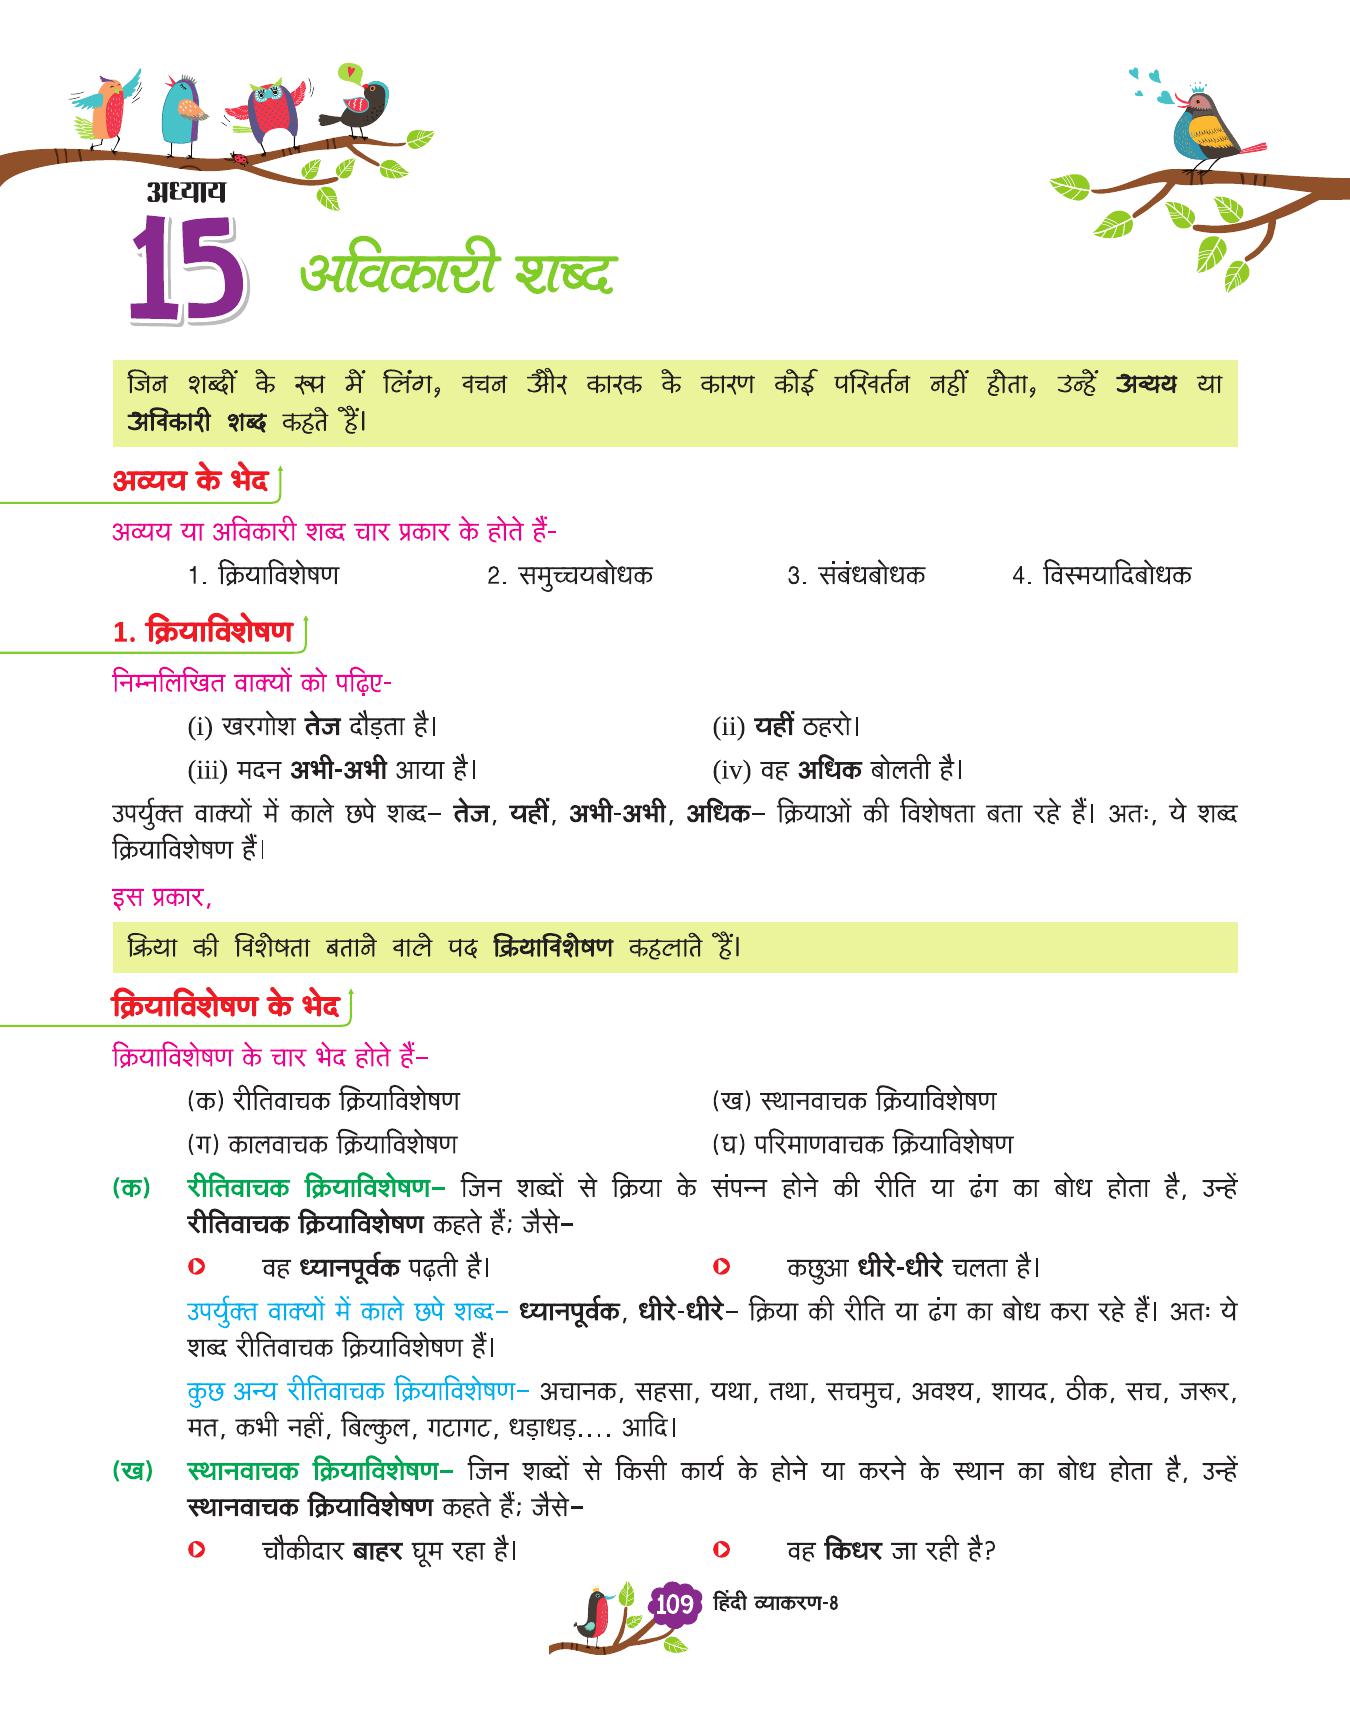 अध्याय
15
अविकारी शब्द
जिन शब्दों के रूप में लिंग, वचन और कारक के कारण कोई परिवर्तन नहीं होता, उन्हें अव्यय या
अविकारी शब्द कहते हैं।
अव्यय के भेद
अव्यय या अविकारी शब्द चार प्रकार के होते हैं-
1. क्रियाविशेषण 2. समुच्चयबोधक 3. संबंधबोधक 4. विस्मयादिबोधक
1. क्रियाविशेषण
निम्नलिखित वाक्यों को पढ़िए-
(i) खरगोश तेज दौड़ता है। (ii) यहीं ठहरो।
(iii) मदन अभी-अभी आया है। (iv) वह अधिक बोलती है।
उपर्युक्त वाक्यों में काले छपे शब्द– तेज, यहीं, अभी-अभी, अधिक– क्रियाओं की विशेषता बता रहे हैं। अतः, ये शब्द
क्रियाविशेषण हैं।
इस प्रकार,
क्रिया की विशेषता बताने वाले पद क्रियाविशेषण कहलाते हैं।
क्रियाविशेषण के भेद
क्रियाविशेषण के चार भेद होते हैं–
(क) रीतिवाचक क्रियाविशेषण (ख) स्थानवाचक क्रियाविशेषण
(ग) कालवाचक क्रियाविशेषण (घ) परिमाणवाचक क्रियाविशेषण
(क) रीतिवाचक क्रियाविशेषण– जिन शब्दों से क्रिया के संपन्न होने की रीति या ढंग का बोध होता है, उन्हें
रीतिवाचक क्रियाविशेषण कहते हैं; जैसे–
वह ध्यानपूर्वक पढ़ती है। कछुआ धीरे-धीरे चलता है।
उपर्युक्त वाक्यों में काले छपे शब्द– ध्यानपूर्वक, धीरे-धीरे– क्रिया की रीति या ढंग का बोध करा रहे हैं। अतः ये
शब्द रीतिवाचक क्रियाविशेषण हैं।
कुछ अन्य रीतिवाचक क्रियाविशेषण– अचानक, सहसा, यथा, तथा, सचमुच, अवश्य, शायद, ठीक, सच, जरूर,
मत, कभी नहीं, बिल्कुल, गटागट, धड़ाधड़.... आदि।
(ख) स्थानवाचक क्रियाविशेषण– जिन शब्दों से किसी कार्य के होने या करने के स्थान का बोध होता है, उन्हें
स्थानवाचक क्रियाविशेषण कहते हैं; जैसे–
चौकीदार बाहर घूम रहा है। वह किधर जा रही है?
109 हिंदी व्याकरण-8